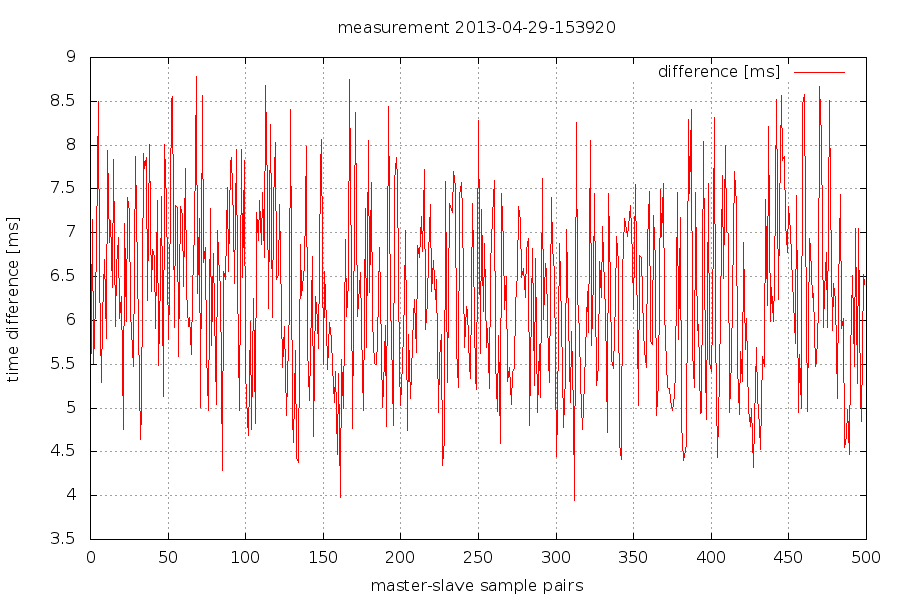 measurement 2013-04-29-153920
difference [ms]
time difference [ms]
9
8.5
8
7.5
7
6.5
6
5.5
5
4.5
4
3.5
0 50 100 150 200 250 300 350 400 450 500
master-slave sample pairs